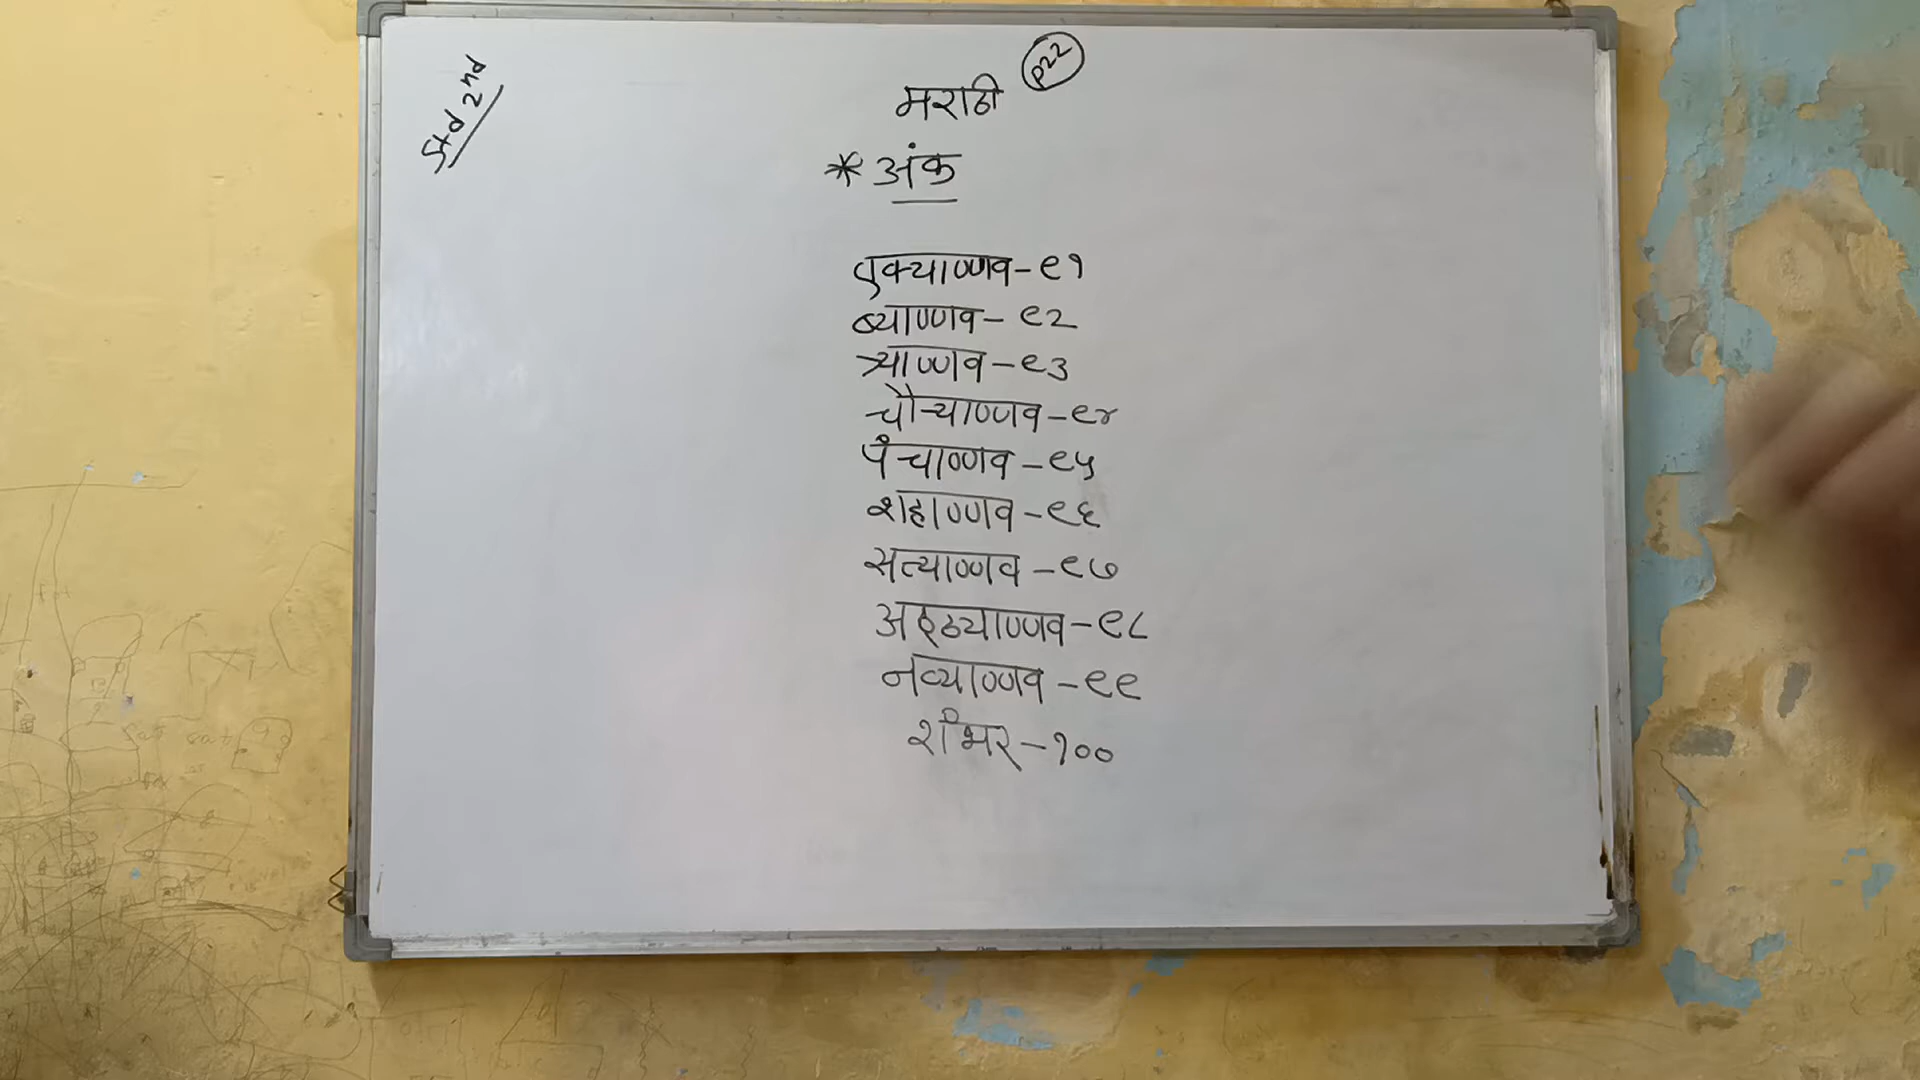 Std 2nd
P22
मराठी
* अंक
एक्याण्णव - ९१
ब्याण्णव - ९२
त्र्याण्णव - ९३
चौऱ्याण्णव - ९४
पंचाण्णव - ९५
शहाण्णव - ९६
सत्याण्णव - ९७
अठ्ठ्याण्णव - ९८
नव्याण्णव - ९९
शंभर - १००